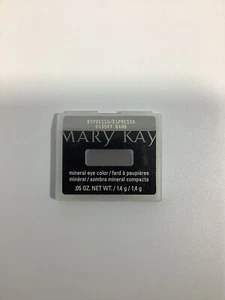 ESPRESSO/ESPRESSO
MARY KAY
mineral eye color / fard à paupières
minéral / sombra mineral compacta
.05 OZ. NET WT. / 1.4 g / 1,4 g